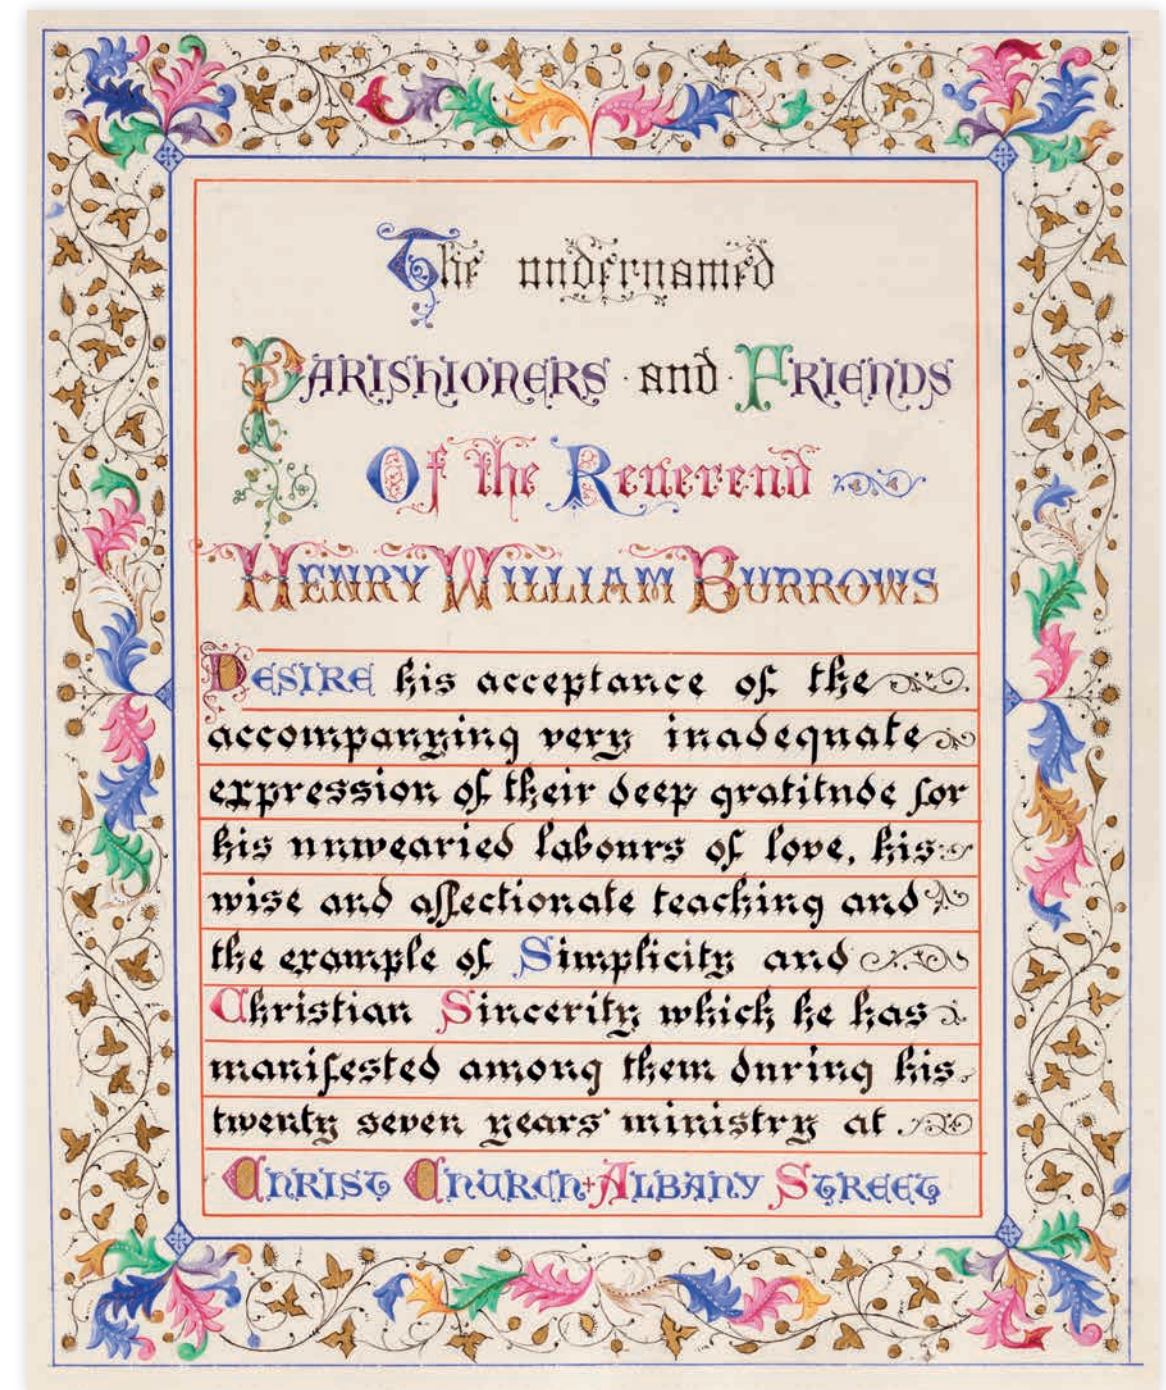 The undernamed
PARISHIONERS · and · FRIENDS
Of the Reverend
HENRY WILLIAM BURROWS
DESIRE his acceptance of the
accompanying very inadequate
expression of their deep gratitude for
his unwearied labours of love, his
wise and affectionate teaching and
the example of Simplicity and
Christian Sincerity which he has
manifested among them during his
twenty seven years' ministry at
CHRIST CHURCH + ALBANY STREET